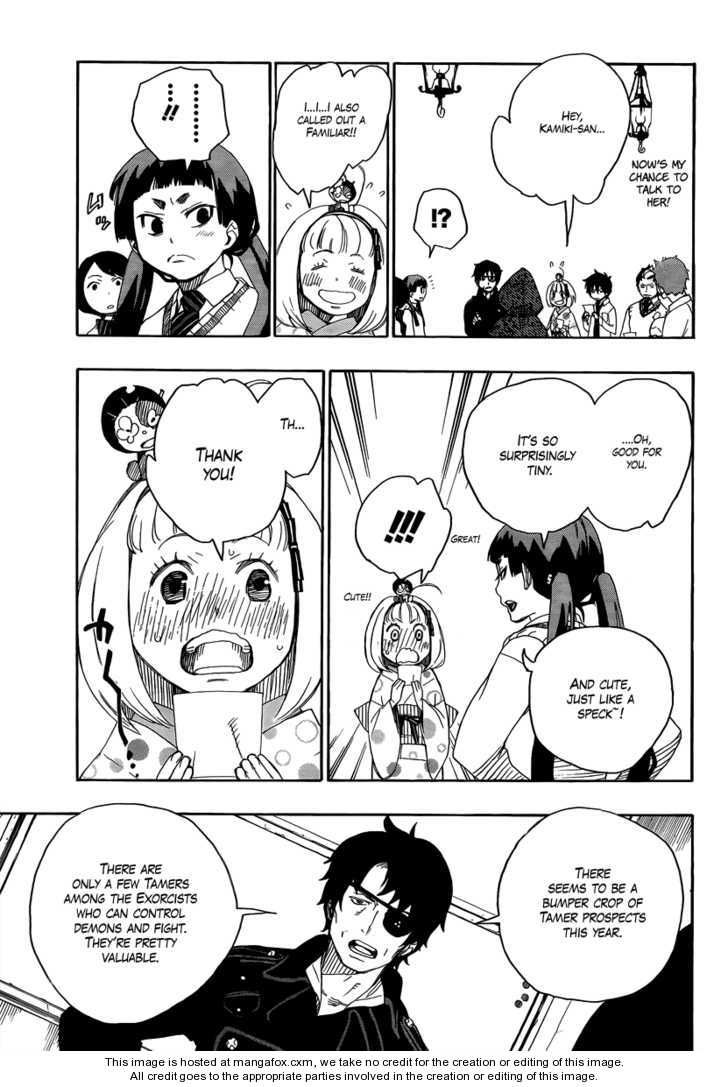 HEY,
KAMIKI-SAN...
NOW'S MY
CHANCE TO
TALK TO
HER!
!?
I...I...I ALSO
CALLED OUT A
FAMILIAR!!
......
......!!
....OH,
GOOD FOR
YOU.
IT'S SO
SURPRISINGLY
TINY.
!!!
GREAT!
CUTE!!
AND CUTE,
JUST LIKE A
SPECK~!
TH...
THANK
YOU!
THERE
SEEMS TO BE A
BUMPER CROP OF
TAMER PROSPECTS
THIS YEAR.
THERE ARE
ONLY A FEW TAMERS
AMONG THE EXORCISTS
WHO CAN CONTROL
DEMONS AND FIGHT.
THEY'RE PRETTY
VALUABLE.
This image is hosted at mangafox.cxm, we take no credit for the creation or editing of this image.
All credit goes to the appropriate parties involved in the creation or editing of this image.